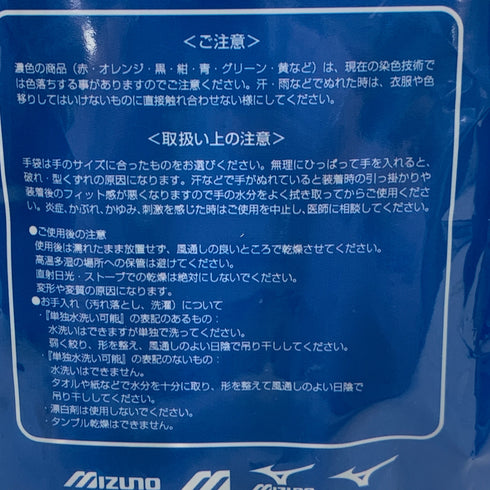 <ご注意>
濃色の商品(赤・オレンジ・黒・紺・青・グリーン・黄など)は、現在の染色技術で
は色落ちする事がありますのでご注意ください。汗・雨などでぬれた時は、衣服や色
移りしてはいけないものに直接触れ合わせない様にしてください。
<取扱い上の注意>
手袋は手のサイズに合ったものをお選びください。無理にひっぱって手を入れると、
破れ・型くずれの原因になります。汗などで手がぬれていると装着時の引っ掛かりや
装着後のフィット感が悪くなりますので手の水分をよく拭き取ってからご使用くださ
い。炎症、かぶれ、かゆみ、刺激を感じた時はご使用を中止し、医師に相談してください。
●ご使用後の注意
使用後は濡れたまま放置せず、風通しの良いところで乾燥させてください。
高温多湿の場所への保管は避けてください。
直射日光・ストーブでの乾燥は絶対にしないでください。
変形や変質の原因になります。
●お手入れ(汚れ落とし、洗濯)について
・『単独水洗い可能』の表記のあるもの:
水洗いはできますが単独で洗ってください。
弱く絞り、形を整え、風通しのよい日陰で吊り干ししてください。
・『単独水洗い可能』の表記のないもの:
水洗いはできません。
タオルや紙などで水分を十分に取り、形を整えて風通しのよい日陰で
吊り干ししてください。
・漂白剤は使用しないでください。
・タンブル乾燥はできません。
MIZUNO
MIZUNO